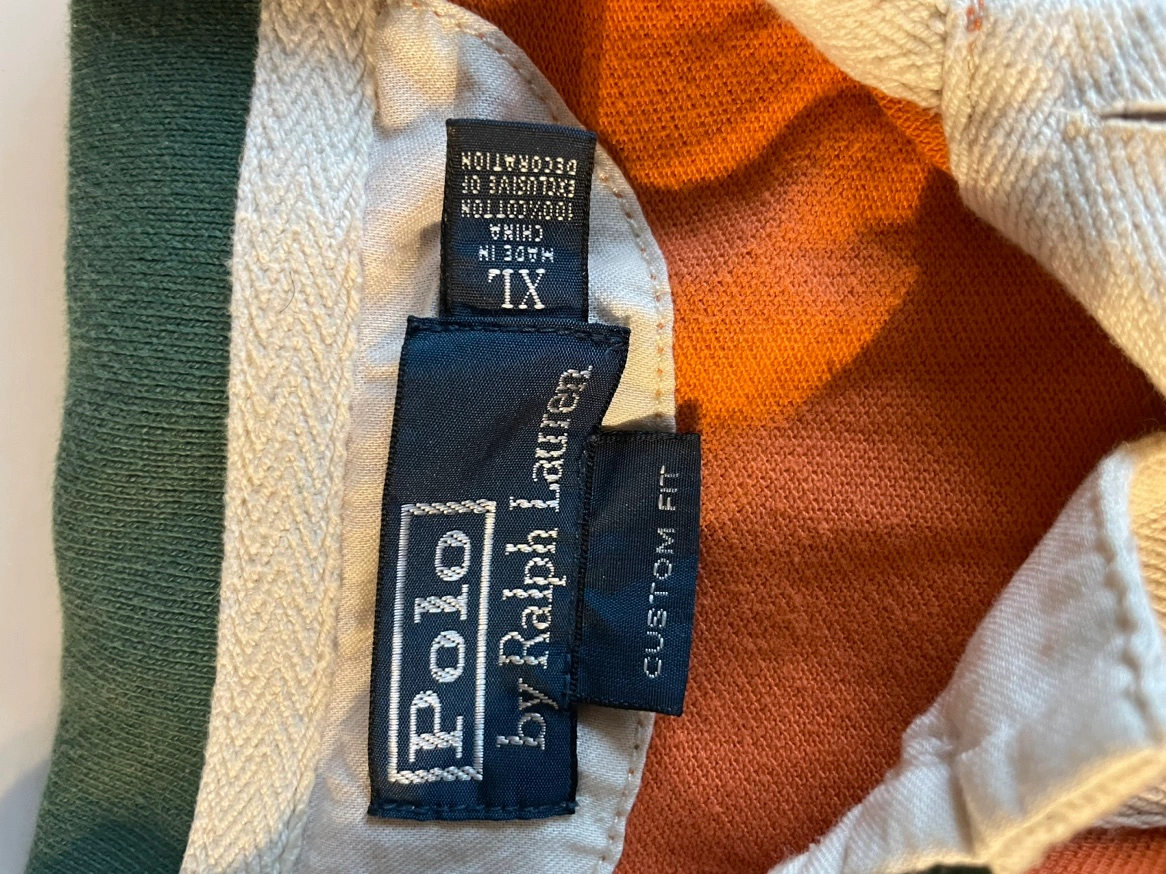 Polo
by Ralph Lauren
CUSTOM FIT
XL
MADE IN
CHINA
100% COTTON
EXCLUSIVE OF
DECORATION